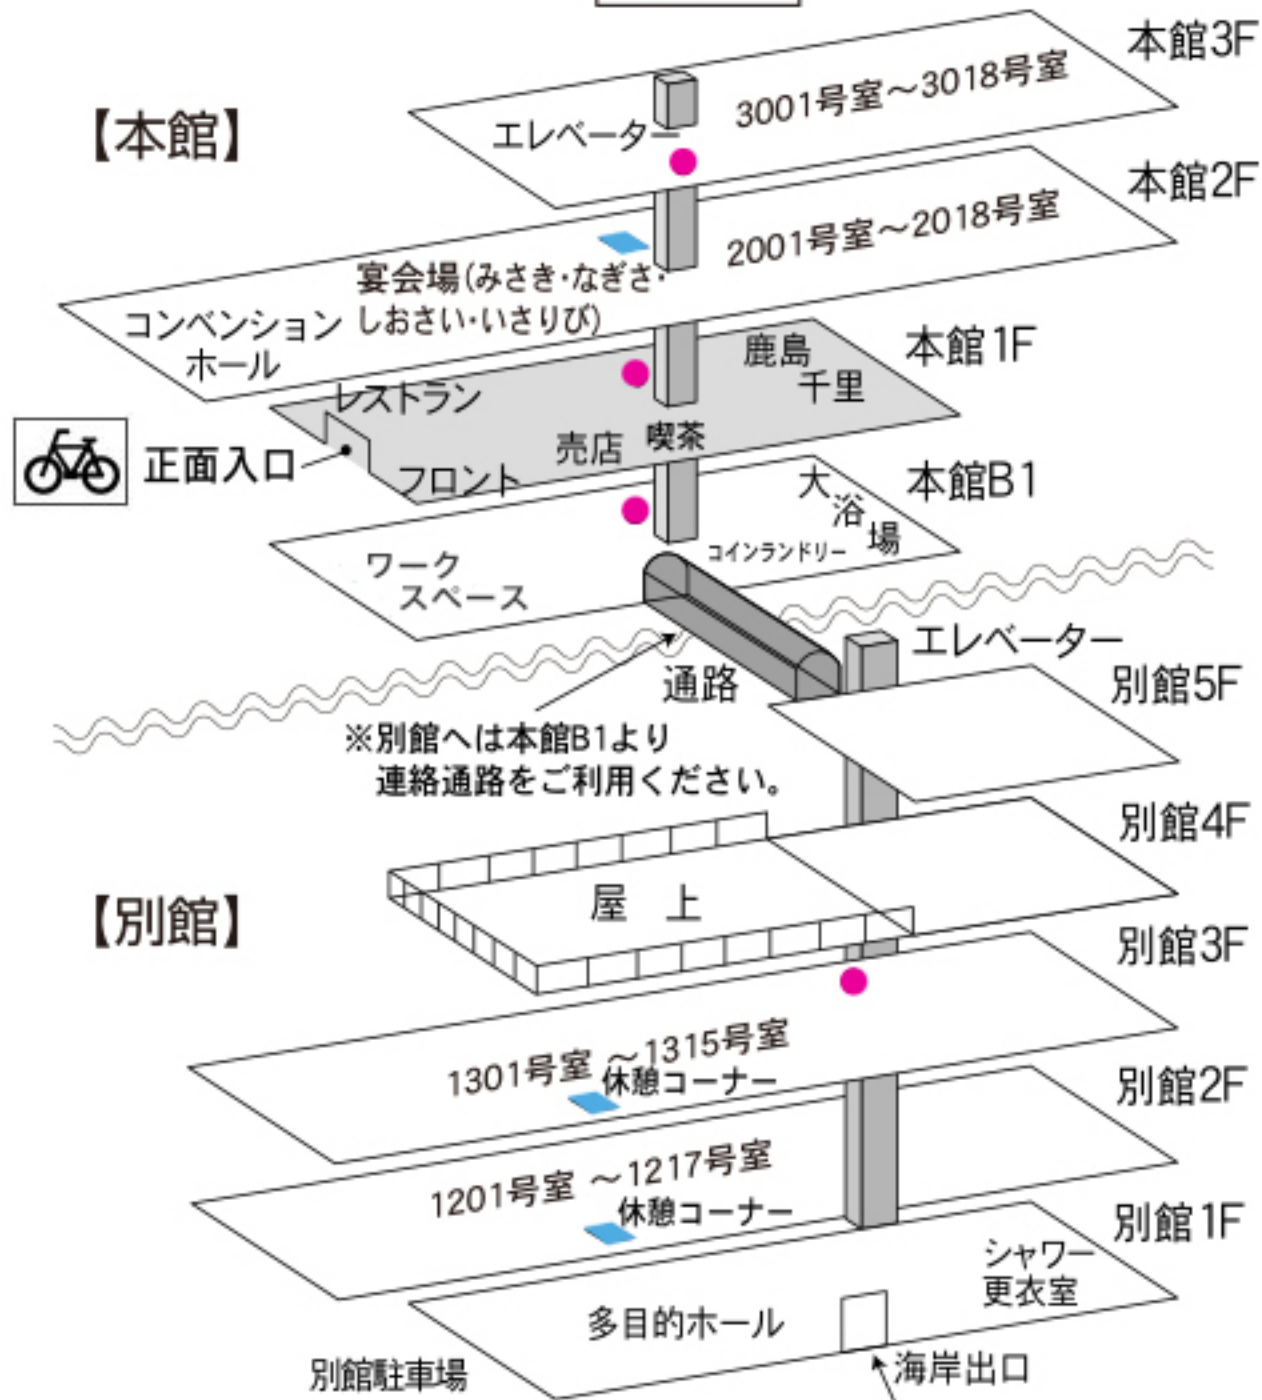 本館3F
3001号室～3018号室
【本館】
エレベーター
本館2F
2001号室～2018号室
宴会場(みさき・なぎさ・
しおさい・いさりび)
コンベンション
ホール
本館1F
鹿島
千里
レストラン
売店
喫茶
正面入口
フロント
本館B1
大浴場
コインランドリー
ワーク
スペース
エレベーター
通路
別館5F
※別館へは本館B1より
連絡通路をご利用ください。
別館4F
【別館】
屋 上
別館3F
1301号室 ～1315号室
休憩コーナー
別館2F
1201号室 ～1217号室
休憩コーナー
別館1F
シャワー
更衣室
多目的ホール
別館駐車場
海岸出口